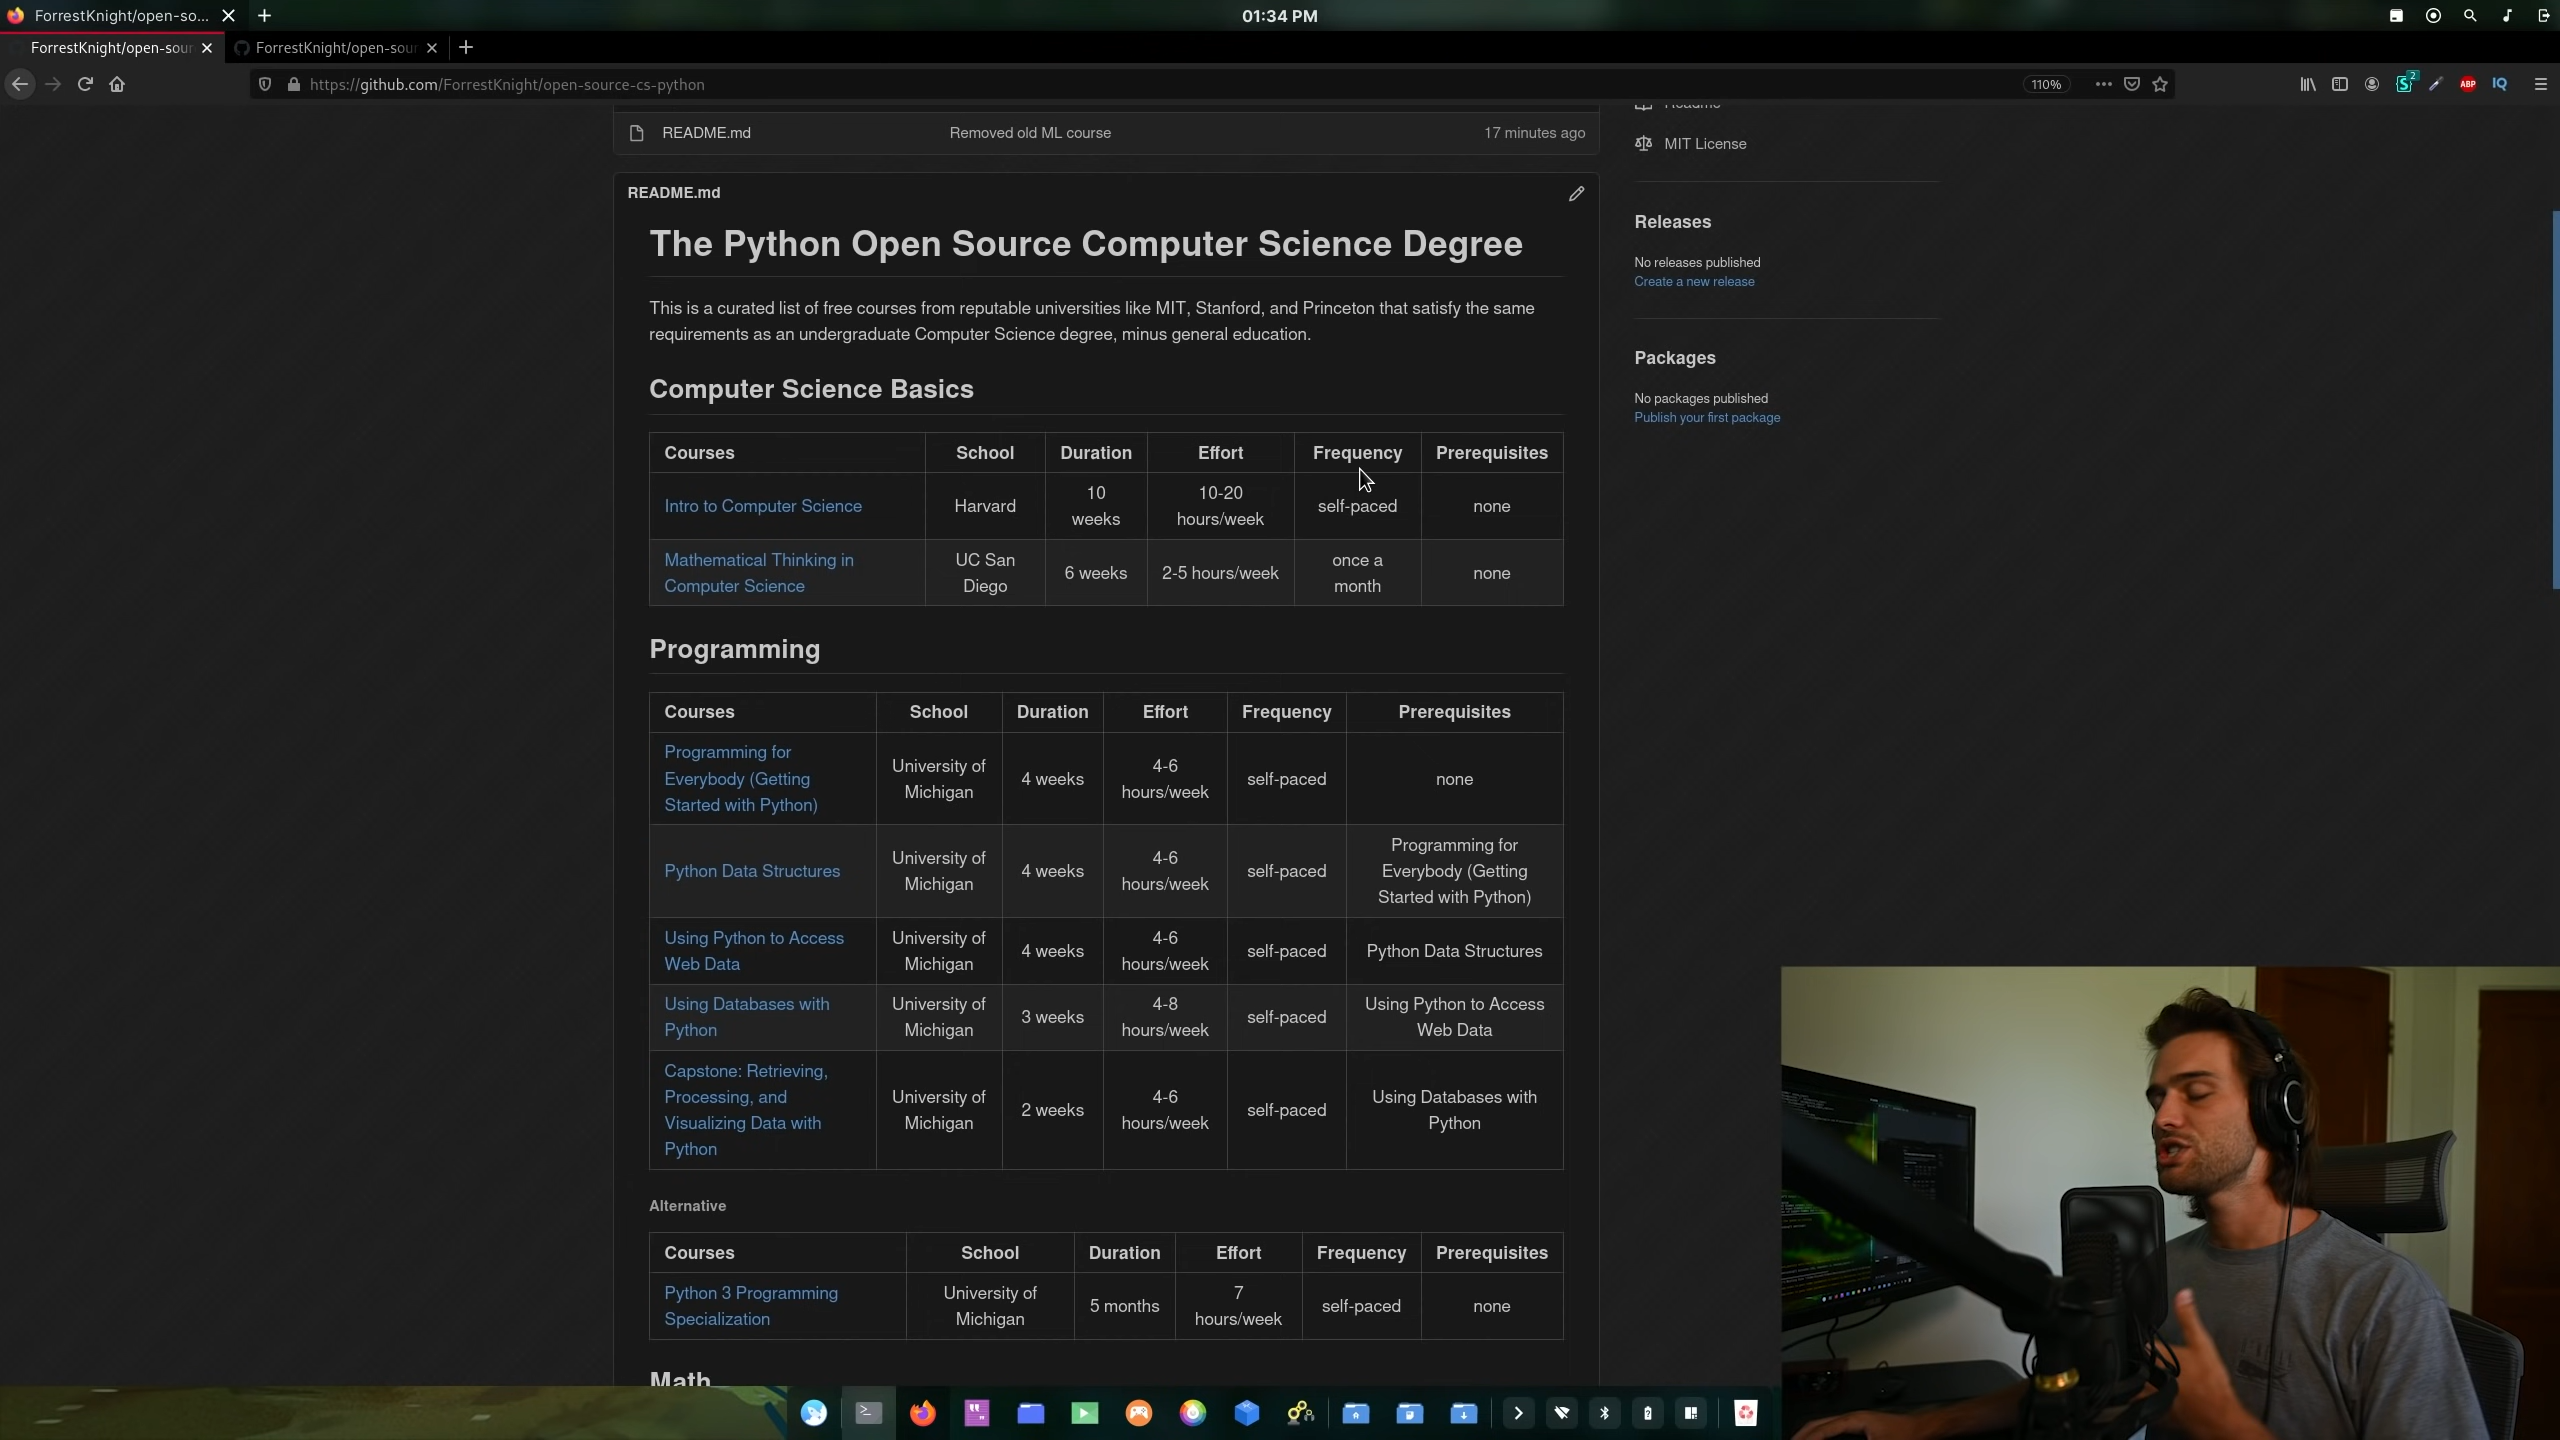 ForrestKnight/open-so...
01:34 PM
ForrestKnight/open-sour
ForrestKnight/open-sour
https://github.com/ForrestKnight/open-source-cs-python
110%
2
ABP
IQ
README.md
Removed old ML course
17 minutes ago
Readme
MIT License
README.md
Releases
No releases published
Create a new release
Packages
No packages published
Publish your first package
The Python Open Source Computer Science Degree
This is a curated list of free courses from reputable universities like MIT, Stanford, and Princeton that satisfy the same
requirements as an undergraduate Computer Science degree, minus general education.
Computer Science Basics
Courses School Duration Effort Frequency Prerequisites
Intro to Computer Science
Harvard
10
weeks
10-20
hours/week
self-paced
none
Mathematical Thinking in
Computer Science
UC San
Diego
6 weeks
2-5 hours/week
once a
month
none
Programming
Courses School Duration Effort Frequency Prerequisites
Programming for
Everybody (Getting
Started with Python)
University of
Michigan
4 weeks
4-6
hours/week
self-paced
none
Python Data Structures
University of
Michigan
4 weeks
4-6
hours/week
self-paced
Programming for
Everybody (Getting
Started with Python)
Using Python to Access
Web Data
University of
Michigan
4 weeks
4-6
hours/week
self-paced
Python Data Structures
Using Databases with
Python
University of
Michigan
3 weeks
4-8
hours/week
self-paced
Using Python to Access
Web Data
Capstone: Retrieving,
Processing, and
Visualizing Data with
Python
University of
Michigan
2 weeks
4-6
hours/week
self-paced
Using Databases with
Python
Alternative
Courses School Duration Effort Frequency Prerequisites
Python 3 Programming
Specialization
University of
Michigan
5 months
7
hours/week
self-paced
none
Math